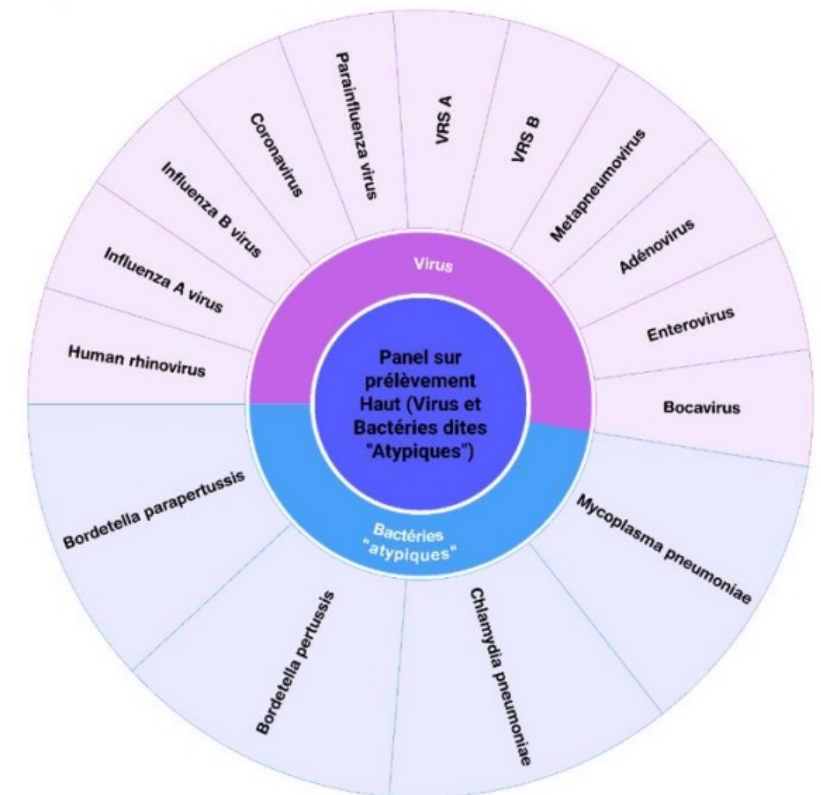 Panel sur
prélèvement
Haut (Virus et
Bactéries dites
"Atypiques")
Virus
Human rhinovirus
Influenza A virus
Influenza B virus
Coronavirus
Parainfluenza virus
VRS A
VRS B
Metapneumovirus
Adénovirus
Enterovirus
Bocavirus
Bactéries
"atypiques"
Mycoplasma pneumoniae
Chlamydia pneumoniae
Bordetella pertussis
Bordetella parapertussis